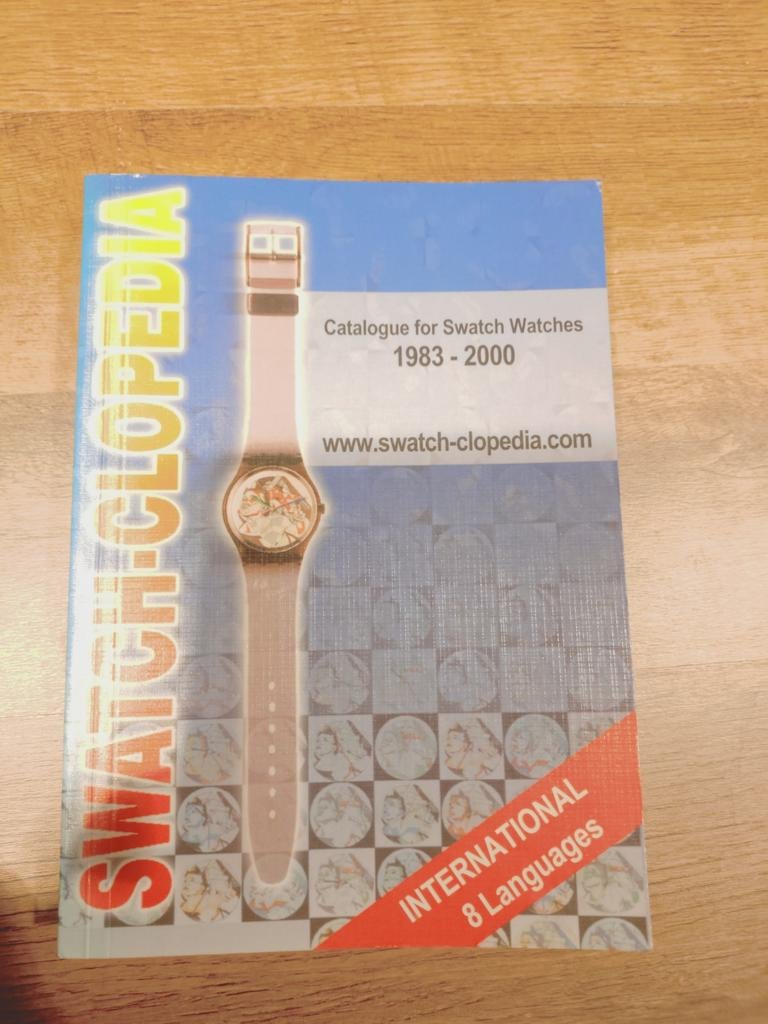 SWATCH-CLOPEDIA
Catalogue for Swatch Watches
1983 - 2000
www.swatch-clopedia.com
INTERNATIONAL
8 Languages